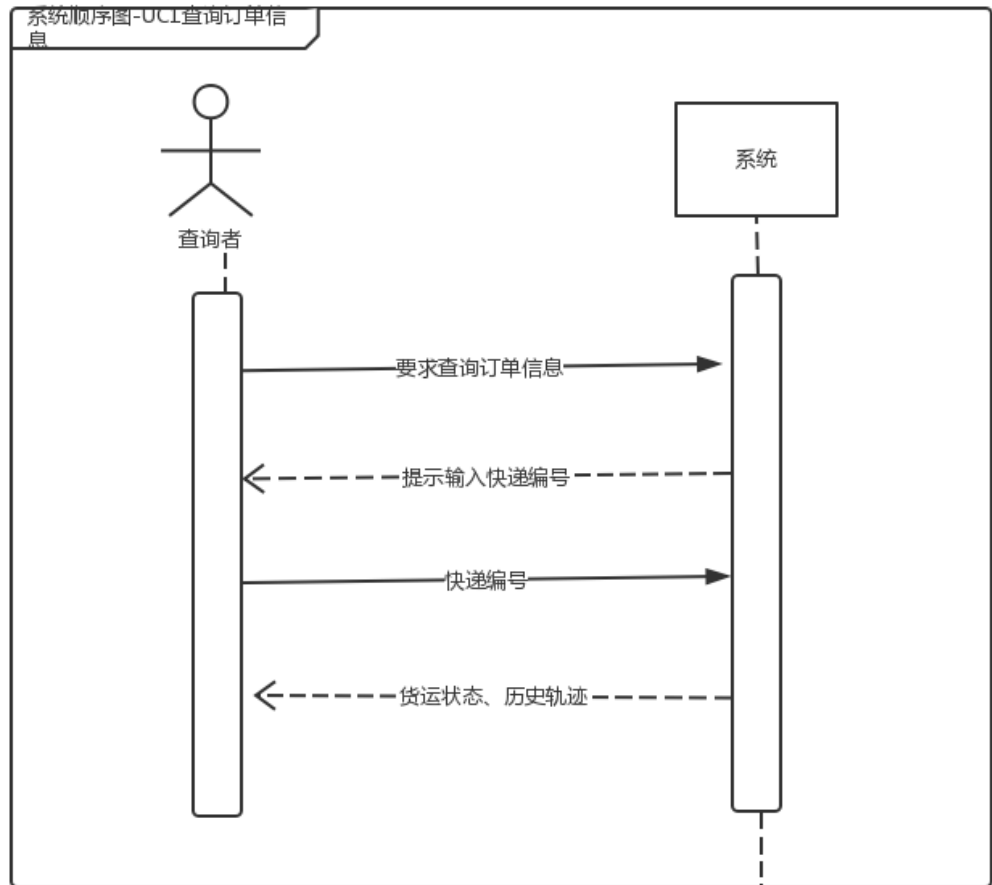 系统顺序图-UC1查询订单信
息
系统
查询者
要求查询订单信息
提示输入快递编号
快递编号
货运状态、历史轨迹